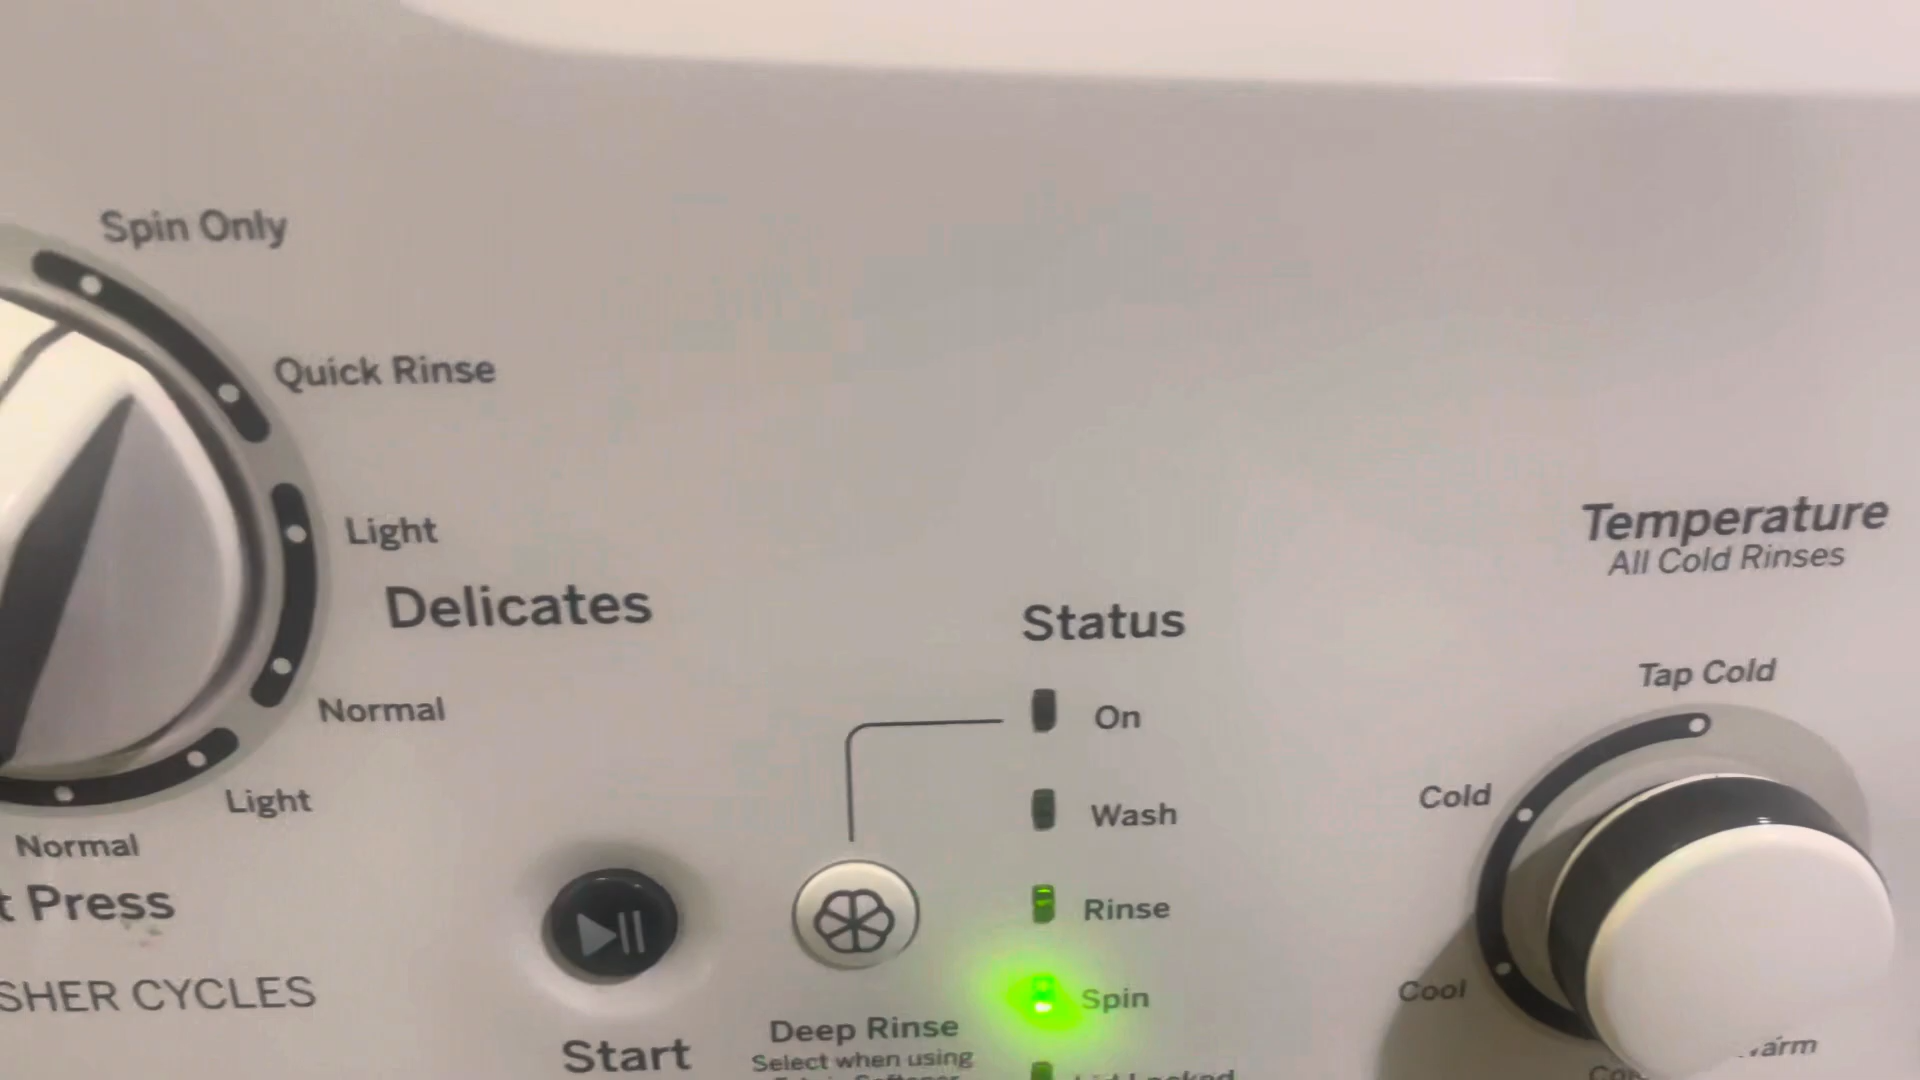 Spin Only
Quick Rinse
Light
Delicates
Normal
Light
Normal
Press
CYCLES
Start
Deep Rinse
Select when using
Status
On
Wash
Rinse
Spin
Temperature
All Cold Rinses
Tap Cold
Cold
Cool